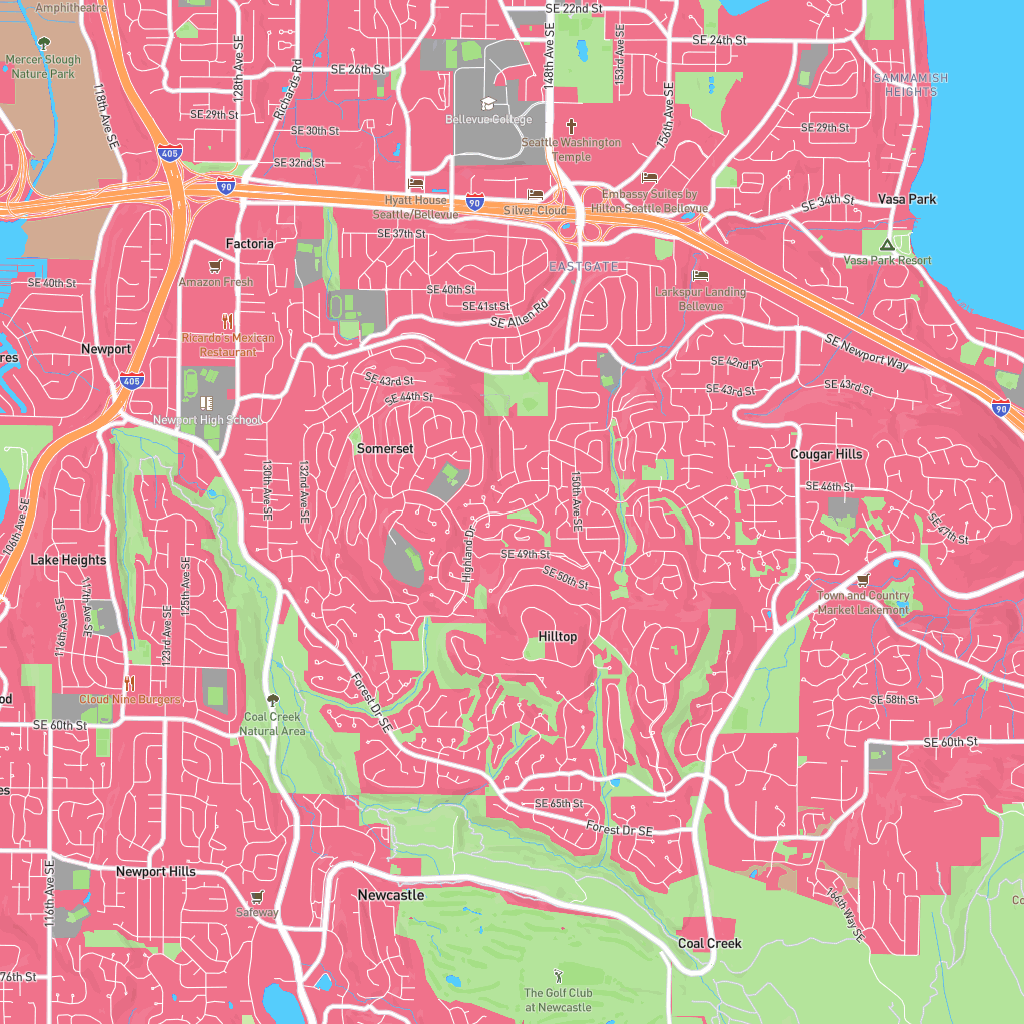 Amphitheatre
SE 22nd St
148th Ave SE
153rd Ave SE
SE 24th St
Mercer Slough
Nature Park
128th Ave SE
Richards Rd
SE 26th St
SAMMAMISH
HEIGHTS
118th Ave SE
SE 29th St
SE 30th St
Bellevue College
156th Ave SE
SE 29th St
Seattle Washington
Temple
405
SE 32nd St
90
Hyatt House
Seattle/Bellevue
90
Silver Cloud
Embassy Suites by
Hilton Seattle Bellevue
SE 34th St
Vasa Park
Factoria
SE 37th St
EASTGATE
Vasa Park Resort
SE 40th St
Amazon Fresh
SE 40th St
SE 41st St
SE Allen Rd
Larkspur Landing
Bellevue
Ricardo's Mexican
Restaurant
res
Newport
SE Newport Way
SE 42nd Pl
405
SE 43rd St
SE 44th St
SE 43rd St
SE 43rd St
90
Newport High School
Somerset
Cougar Hills
130th Ave SE
132nd Ave SE
150th Ave SE
SE 46th St
SE 47th St
106th Ave SE
Lake Heights
Highland Dr
SE 49th St
SE 50th St
117th Ave SE
116th Ave SE
125th Ave SE
123rd Ave SE
Town and Country
Market Lakemont
Hilltop
od
Cloud Nine Burgers
Forest Dr SE
SE 58th St
SE 60th St
Coal Creek
Natural Area
SE 60th St
es
SE 65th St
Forest Dr SE
Newport Hills
116th Ave SE
Newcastle
Safeway
166th Way SE
Co
Coal Creek
76th St
The Golf Club
at Newcastle